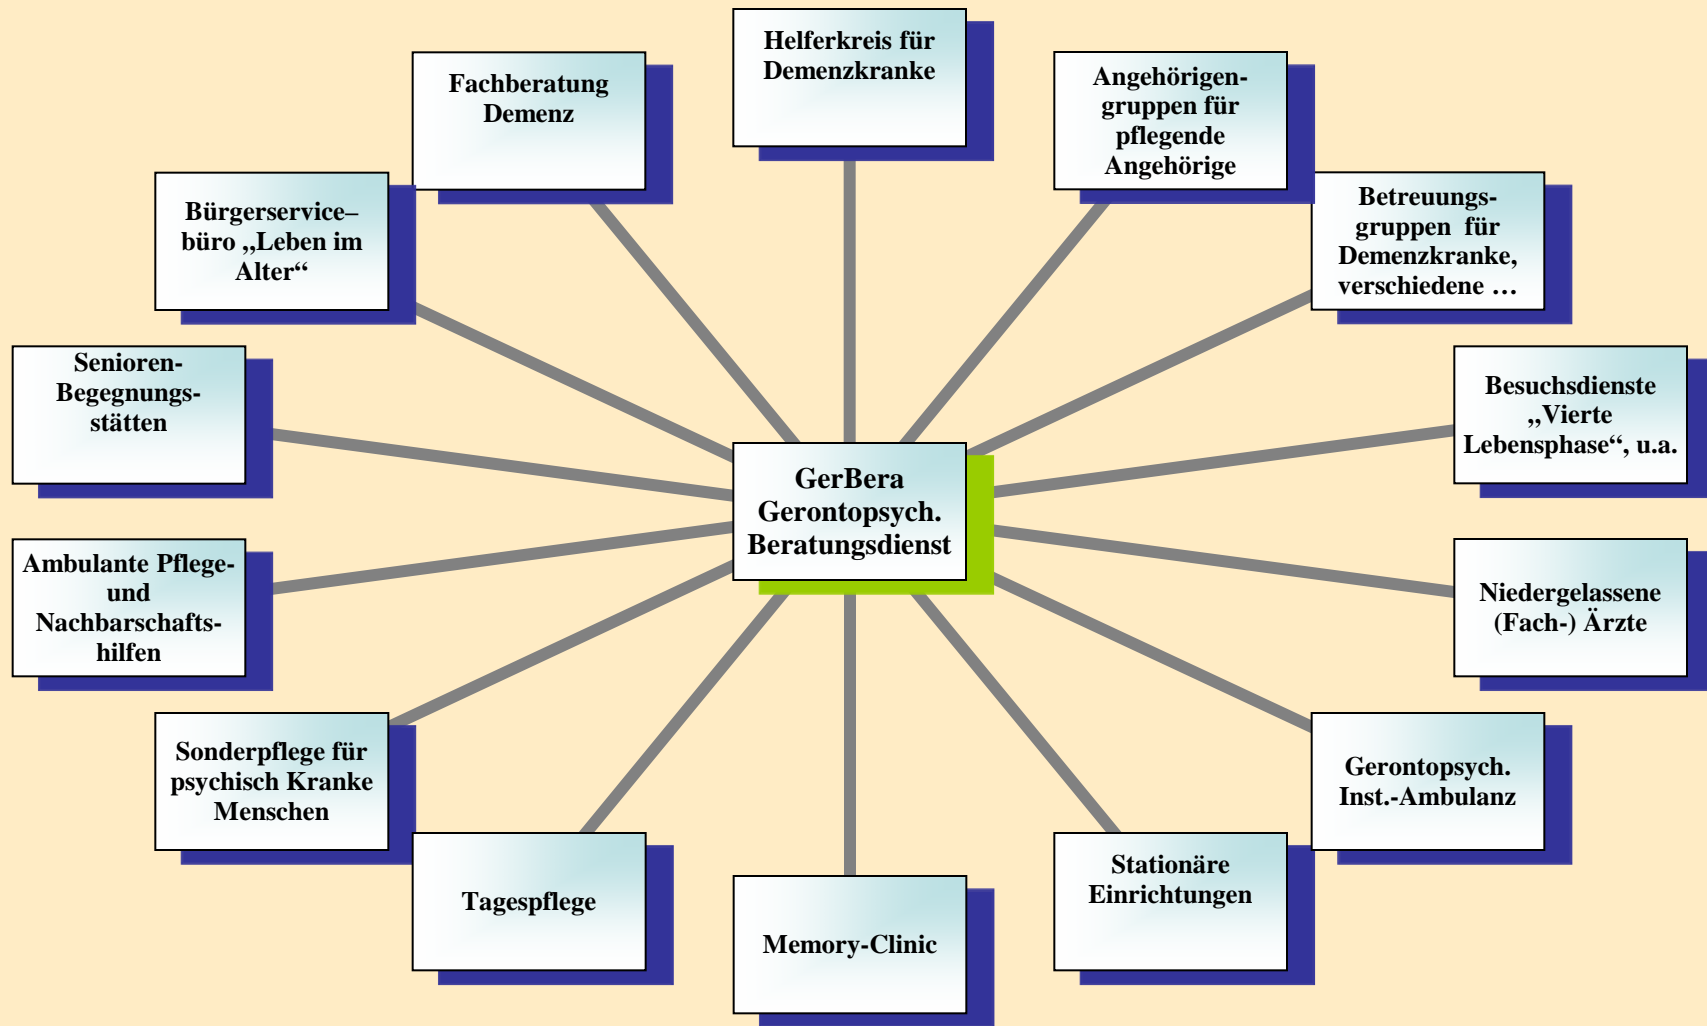 Helferkreis für
Demenzkranke
Fachberatung
Demenz
Angehörigen-
gruppen für
pflegende
Angehörige
Bürgerservice–
büro „Leben im
Alter“
Betreuungs-
gruppen  für
Demenzkranke,
verschiedene …
Senioren-
Begegnungs-
stätten
Besuchsdienste
„Vierte
Lebensphase“, u.a.
GerBera
Gerontopsych.
Beratungsdienst
Ambulante Pflege-
und
Nachbarschafts-
hilfen
Niedergelassene
(Fach-) Ärzte
Sonderpflege für
psychisch Kranke
Menschen
Gerontopsych.
Inst.-Ambulanz
Tagespflege
Stationäre
Einrichtungen
Memory-Clinic